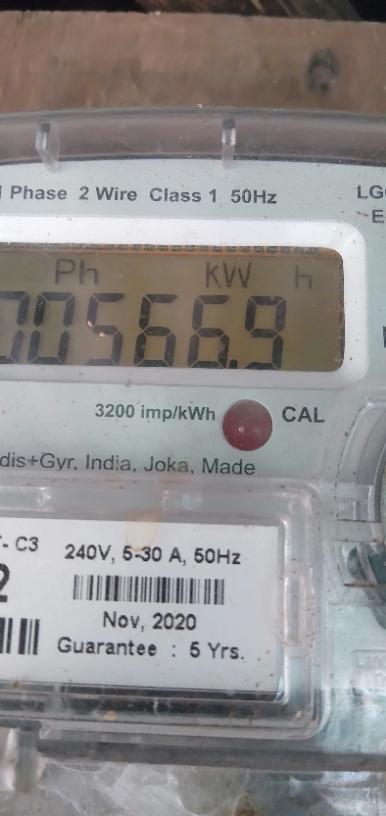 Phase 2 Wire Class 1 50Hz
LG
E
Ph kW h
00566.9
3200 imp/kWh CAL
dis+Gyr, India, Joka, Made
- C3
240V, 5-30 A, 50Hz
2
Nov, 2020
Guarantee : 5 Yrs.